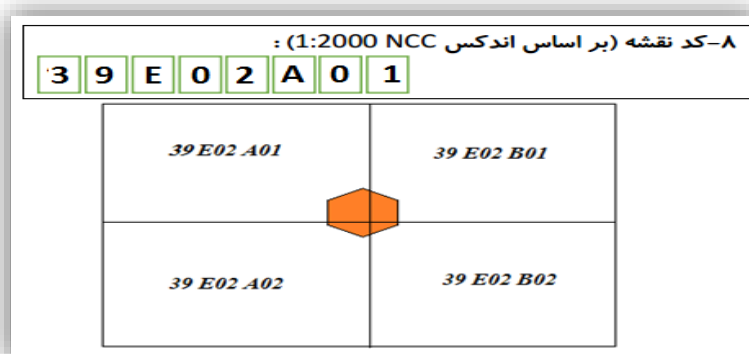 ۸-کد نقشه (بر اساس اندکس 1:2000 NCC) :
3 9 E 0 2 A 0 1
39 E02 A01
39 E02 B01
39 E02 A02
39 E02 B02